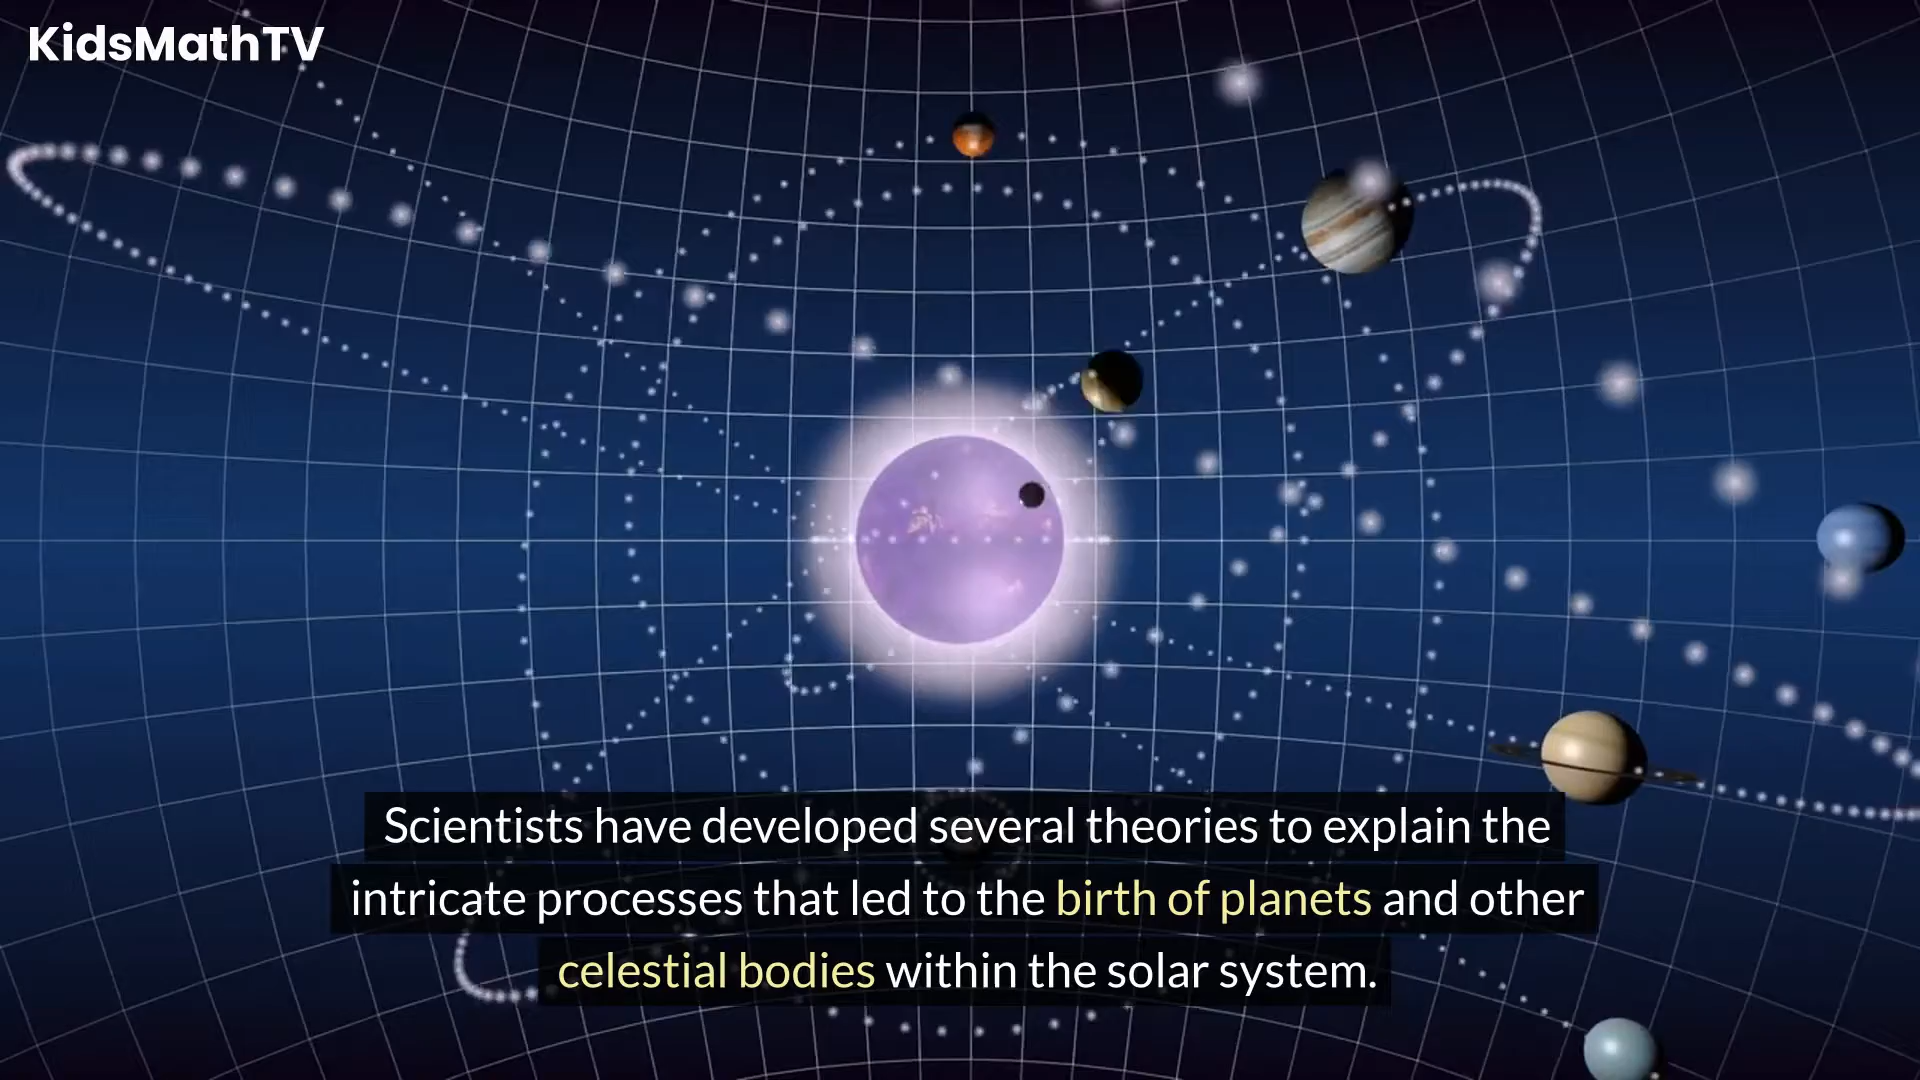 KidsMathTV
Scientists have developed several theories to explain the
intricate processes that led to the birth of planets and other
celestial bodies within the solar system.